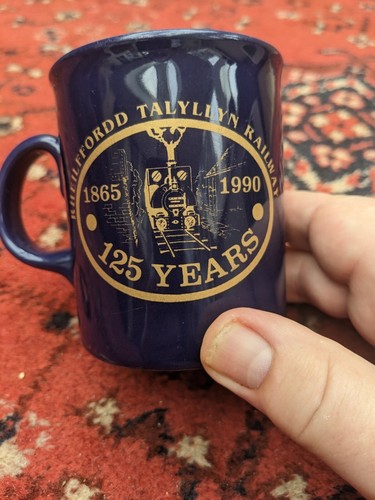 RHEILFFORDD TALYLLYN RAILWAY
1865 1990
125 YEARS